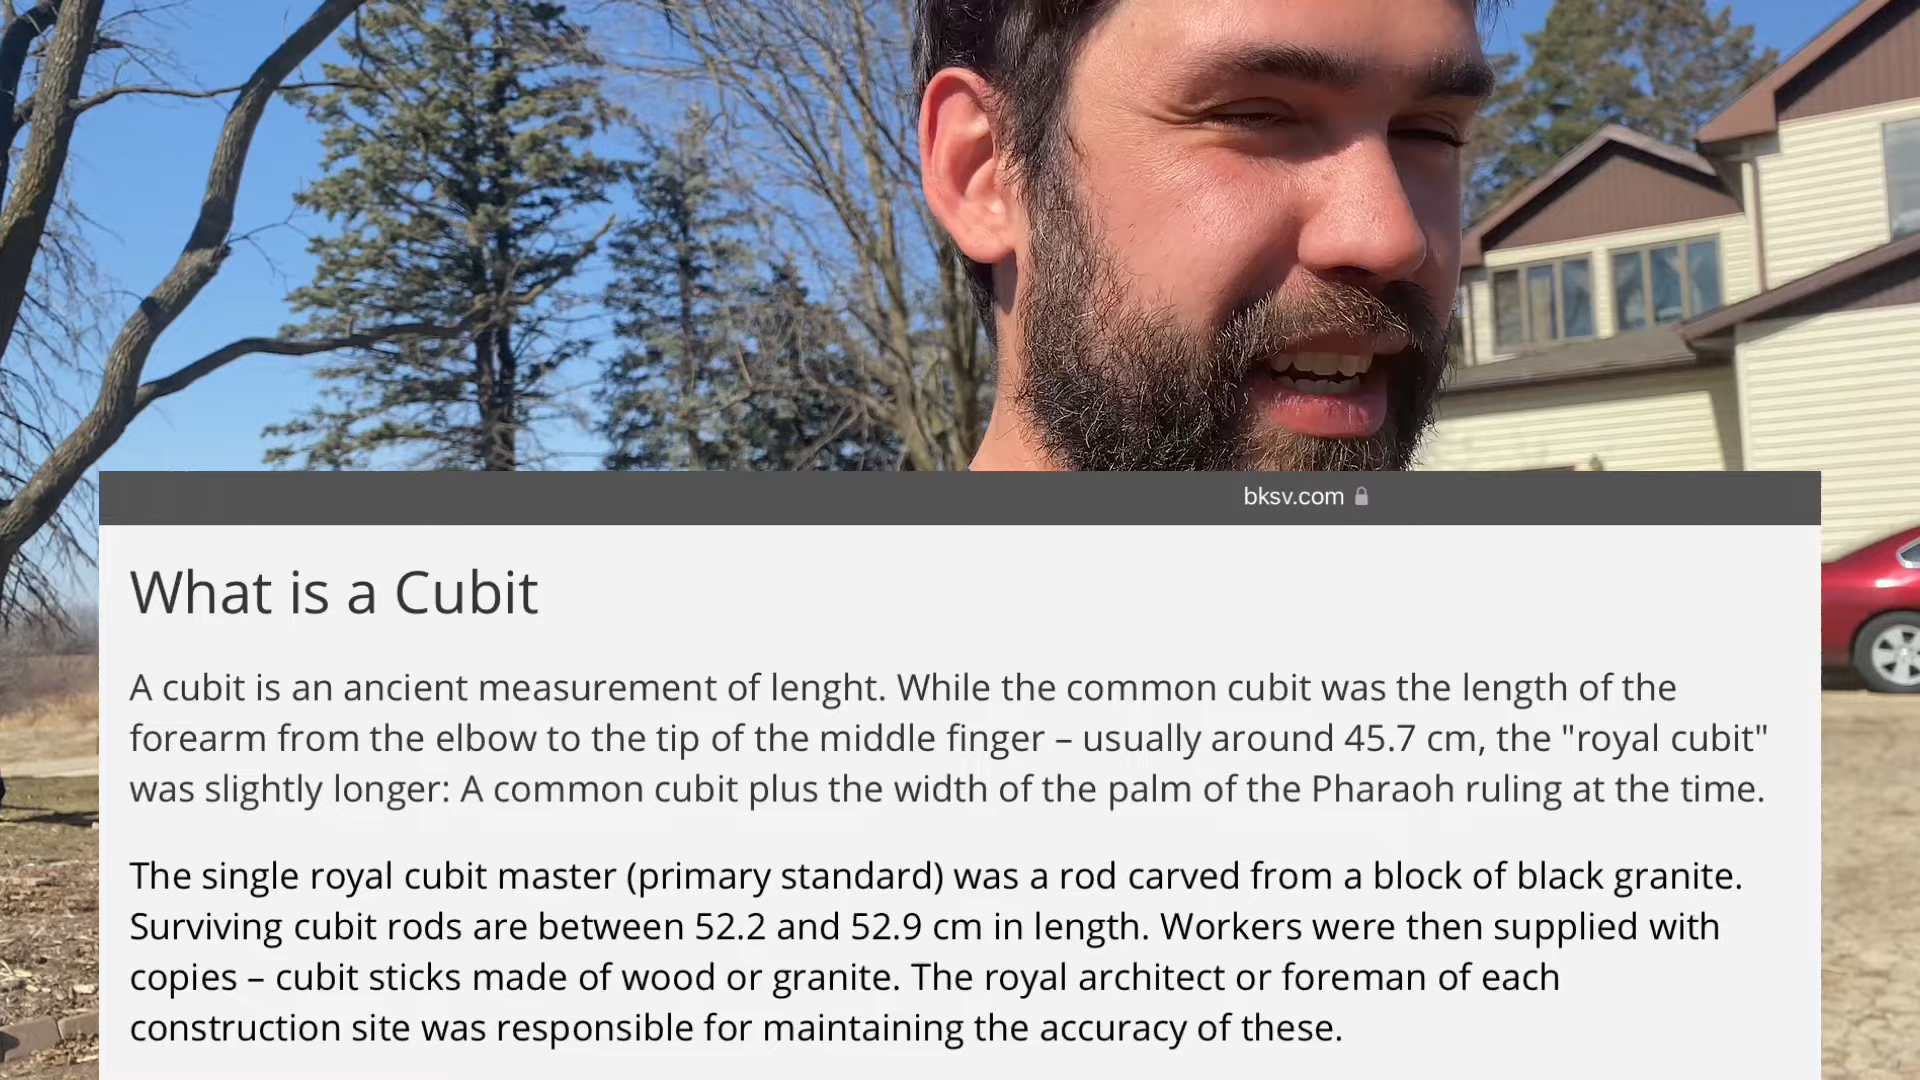 bksv.com
What is a Cubit
A cubit is an ancient measurement of lenght. While the common cubit was the length of the
forearm from the elbow to the tip of the middle finger – usually around 45.7 cm, the "royal cubit"
was slightly longer: A common cubit plus the width of the palm of the Pharaoh ruling at the time.
The single royal cubit master (primary standard) was a rod carved from a block of black granite.
Surviving cubit rods are between 52.2 and 52.9 cm in length. Workers were then supplied with
copies – cubit sticks made of wood or granite. The royal architect or foreman of each
construction site was responsible for maintaining the accuracy of these.